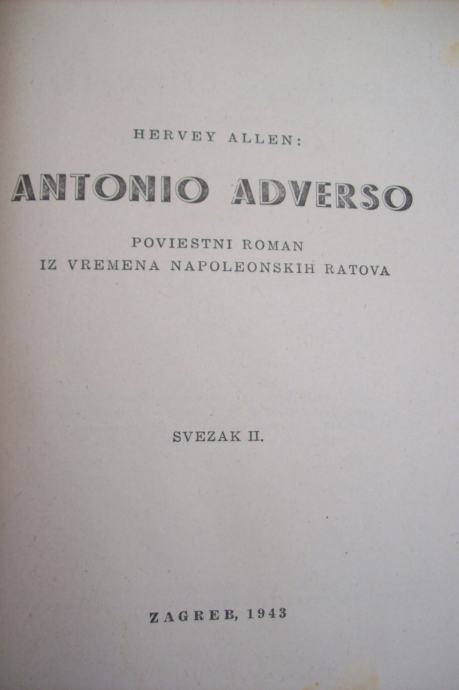 HERVEY ALLEN:
ANTONIO ADVERSO
POVIESTNI ROMAN
IZ VREMENA NAPOLEONSKIH RATOVA
SVEZAK II.
ZAGREB, 1943